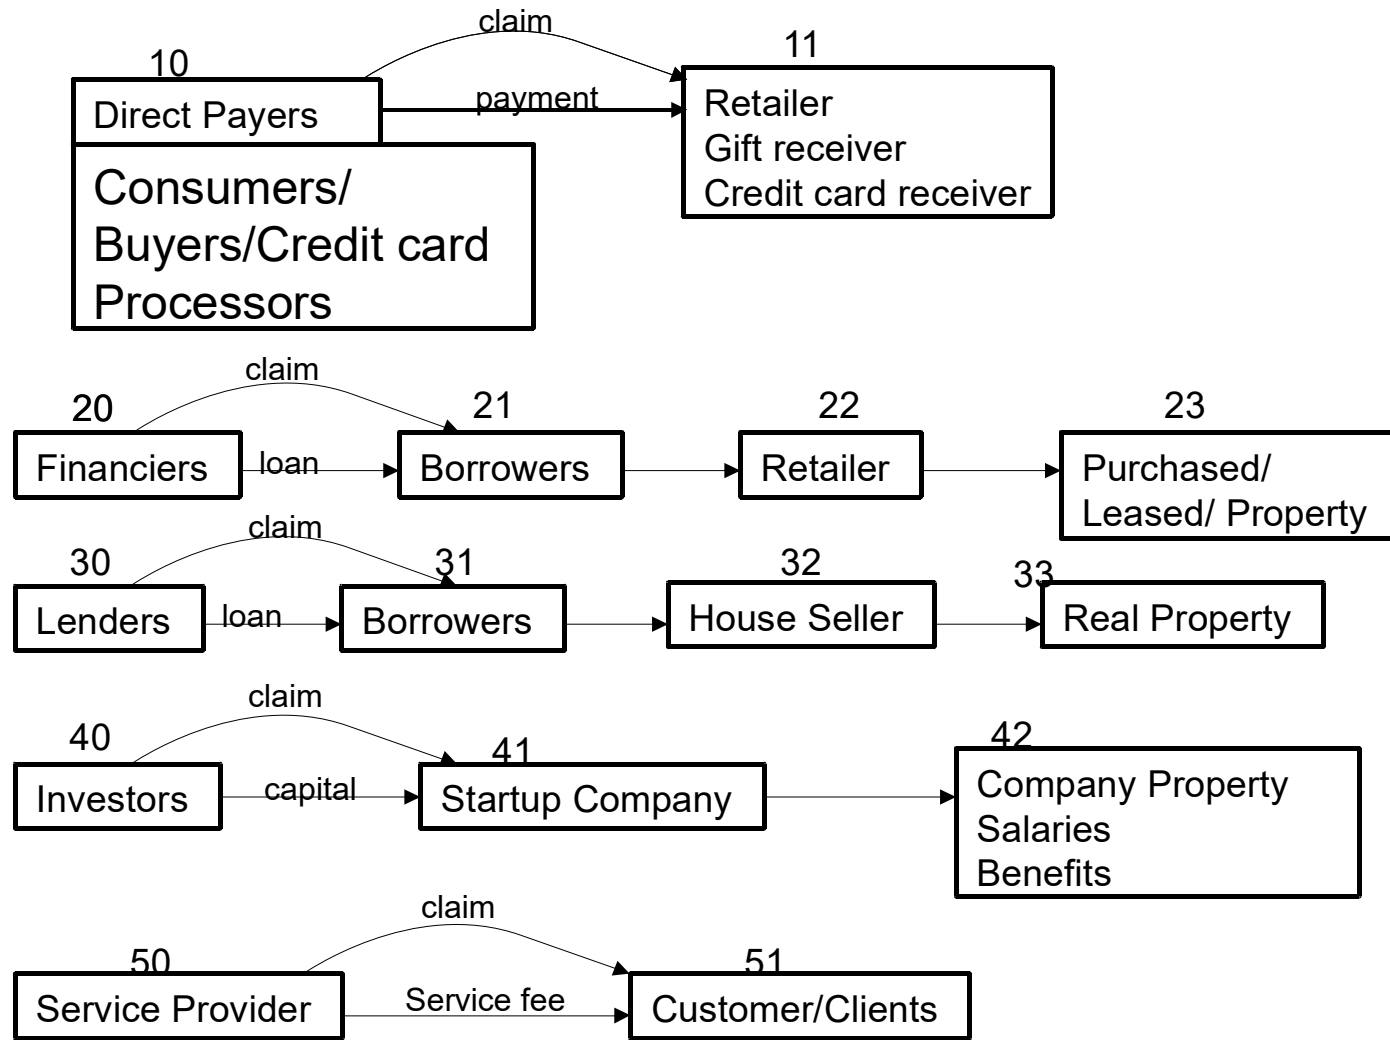 claim
10
11
Direct Payers
payment
Retailer
Gift receiver
Credit card receiver
Consumers/
Buyers/Credit card
Processors
claim
20
21
22
23
Financiers
loan
Borrowers
Retailer
Purchased/
Leased/ Property
claim
30
31
32
33
Lenders
loan
Borrowers
House Seller
Real Property
claim
40
41
42
Investors
capital
Startup Company
Company Property
Salaries
Benefits
claim
50
51
Service Provider
Service fee
Customer/Clients